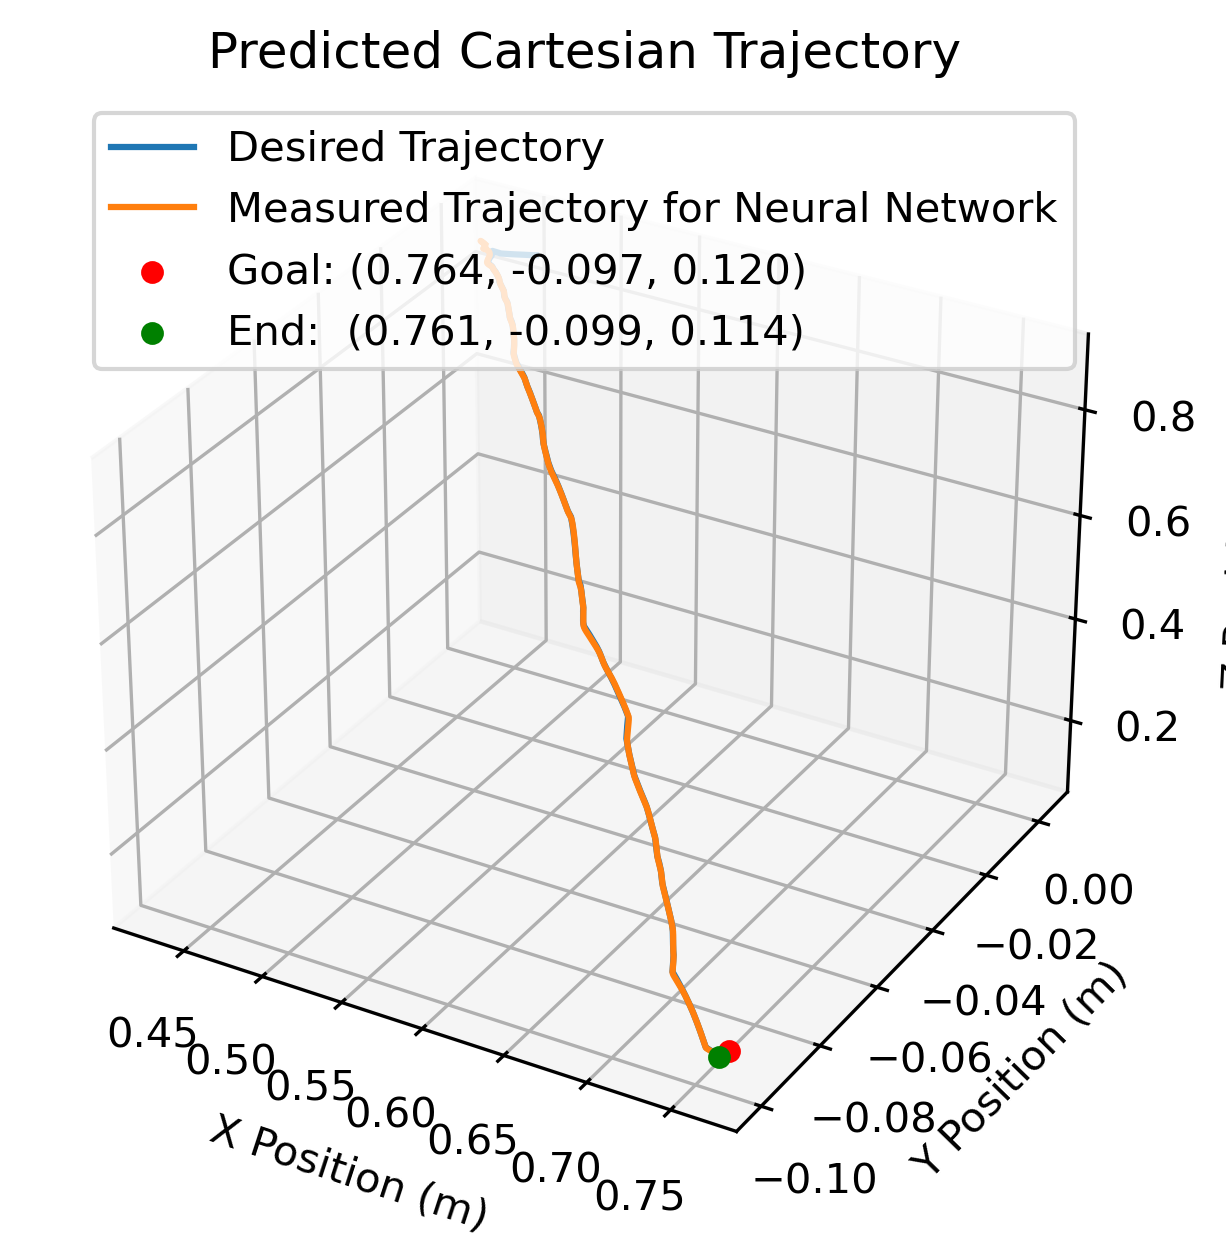 Predicted Cartesian Trajectory
Desired Trajectory
Measured Trajectory for Neural Network
Goal: (0.764, -0.097, 0.120)
End: (0.761, -0.099, 0.114)
0.8
0.6
0.4
0.2
0.00
−0.02
−0.04
−0.06
−0.08
−0.10
Y Position (m)
0.45
0.50
0.55
0.60
0.65
0.70
0.75
X Position (m)